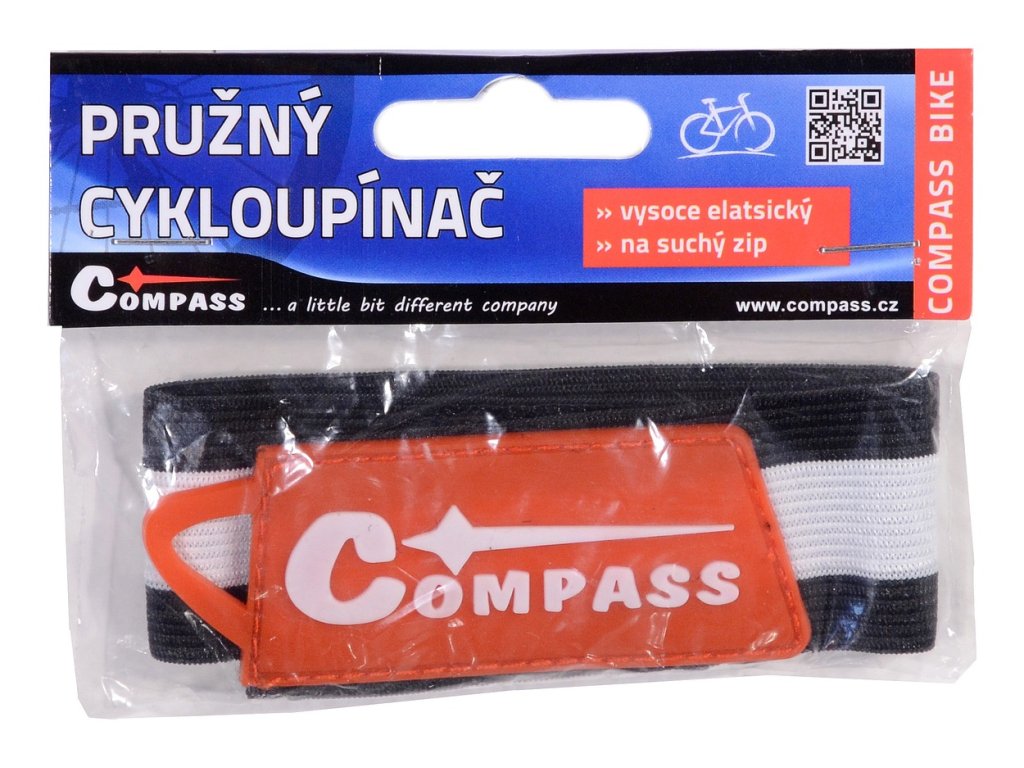 PRUŽNÝ
CYKLOUPÍNAČ
›› vysoce elatsický
›› na suchý zip
COMPASS BIKE
COMPASS
...a little bit different company
www.compass.cz
COMPASS